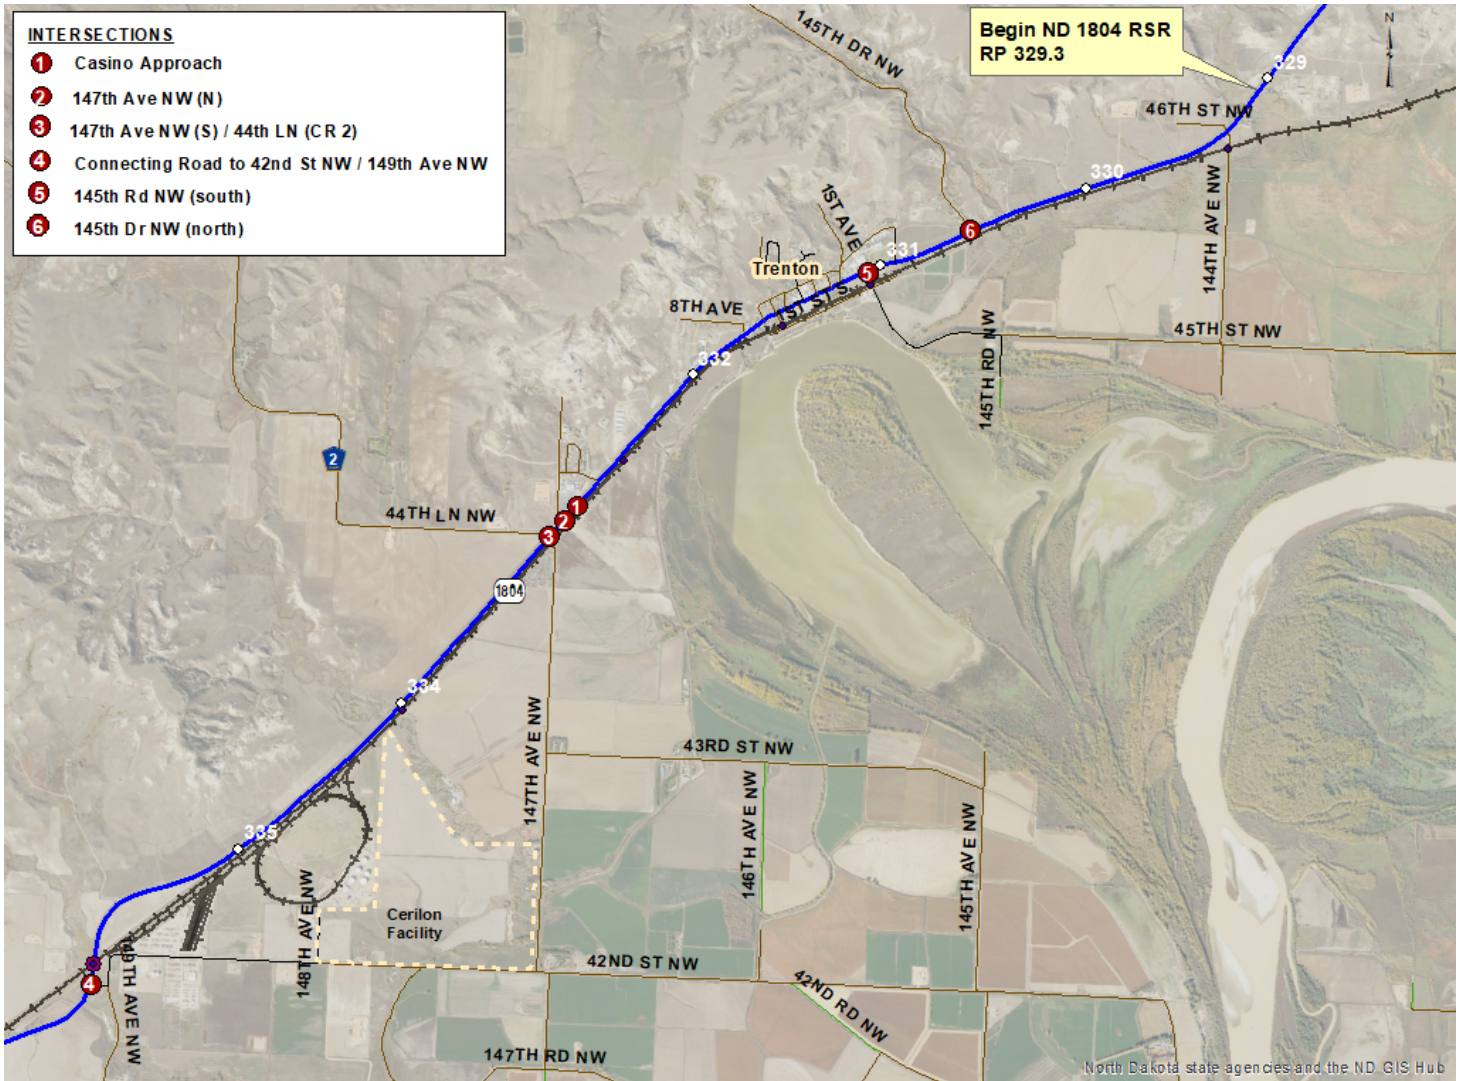 INTERSECTIONS
1 Casino Approach
2 147th Ave NW (N)
3 147th Ave NW (S) / 44th LN (CR 2)
4 Connecting Road to 42nd St NW / 149th Ave NW
5 145th Rd NW (south)
6 145th Dr NW (north)
Begin ND 1804 RSR
RP 329.3
N
145TH DR NW
329
46TH ST NW
330
144TH AVE NW
1ST AVE
6
331
Trenton
5
1ST ST S
8TH AVE
45TH ST NW
145TH RD NW
332
2
44TH LN NW
1
2
3
1804
334
147TH AVE NW
43RD ST NW
146TH AVE NW
145TH AVE NW
335
148TH AVE NW
Cerilon
Facility
149TH AVE NW
4
42ND ST NW
42ND RD NW
147TH RD NW
North Dakota state agencies and the ND GIS Hub